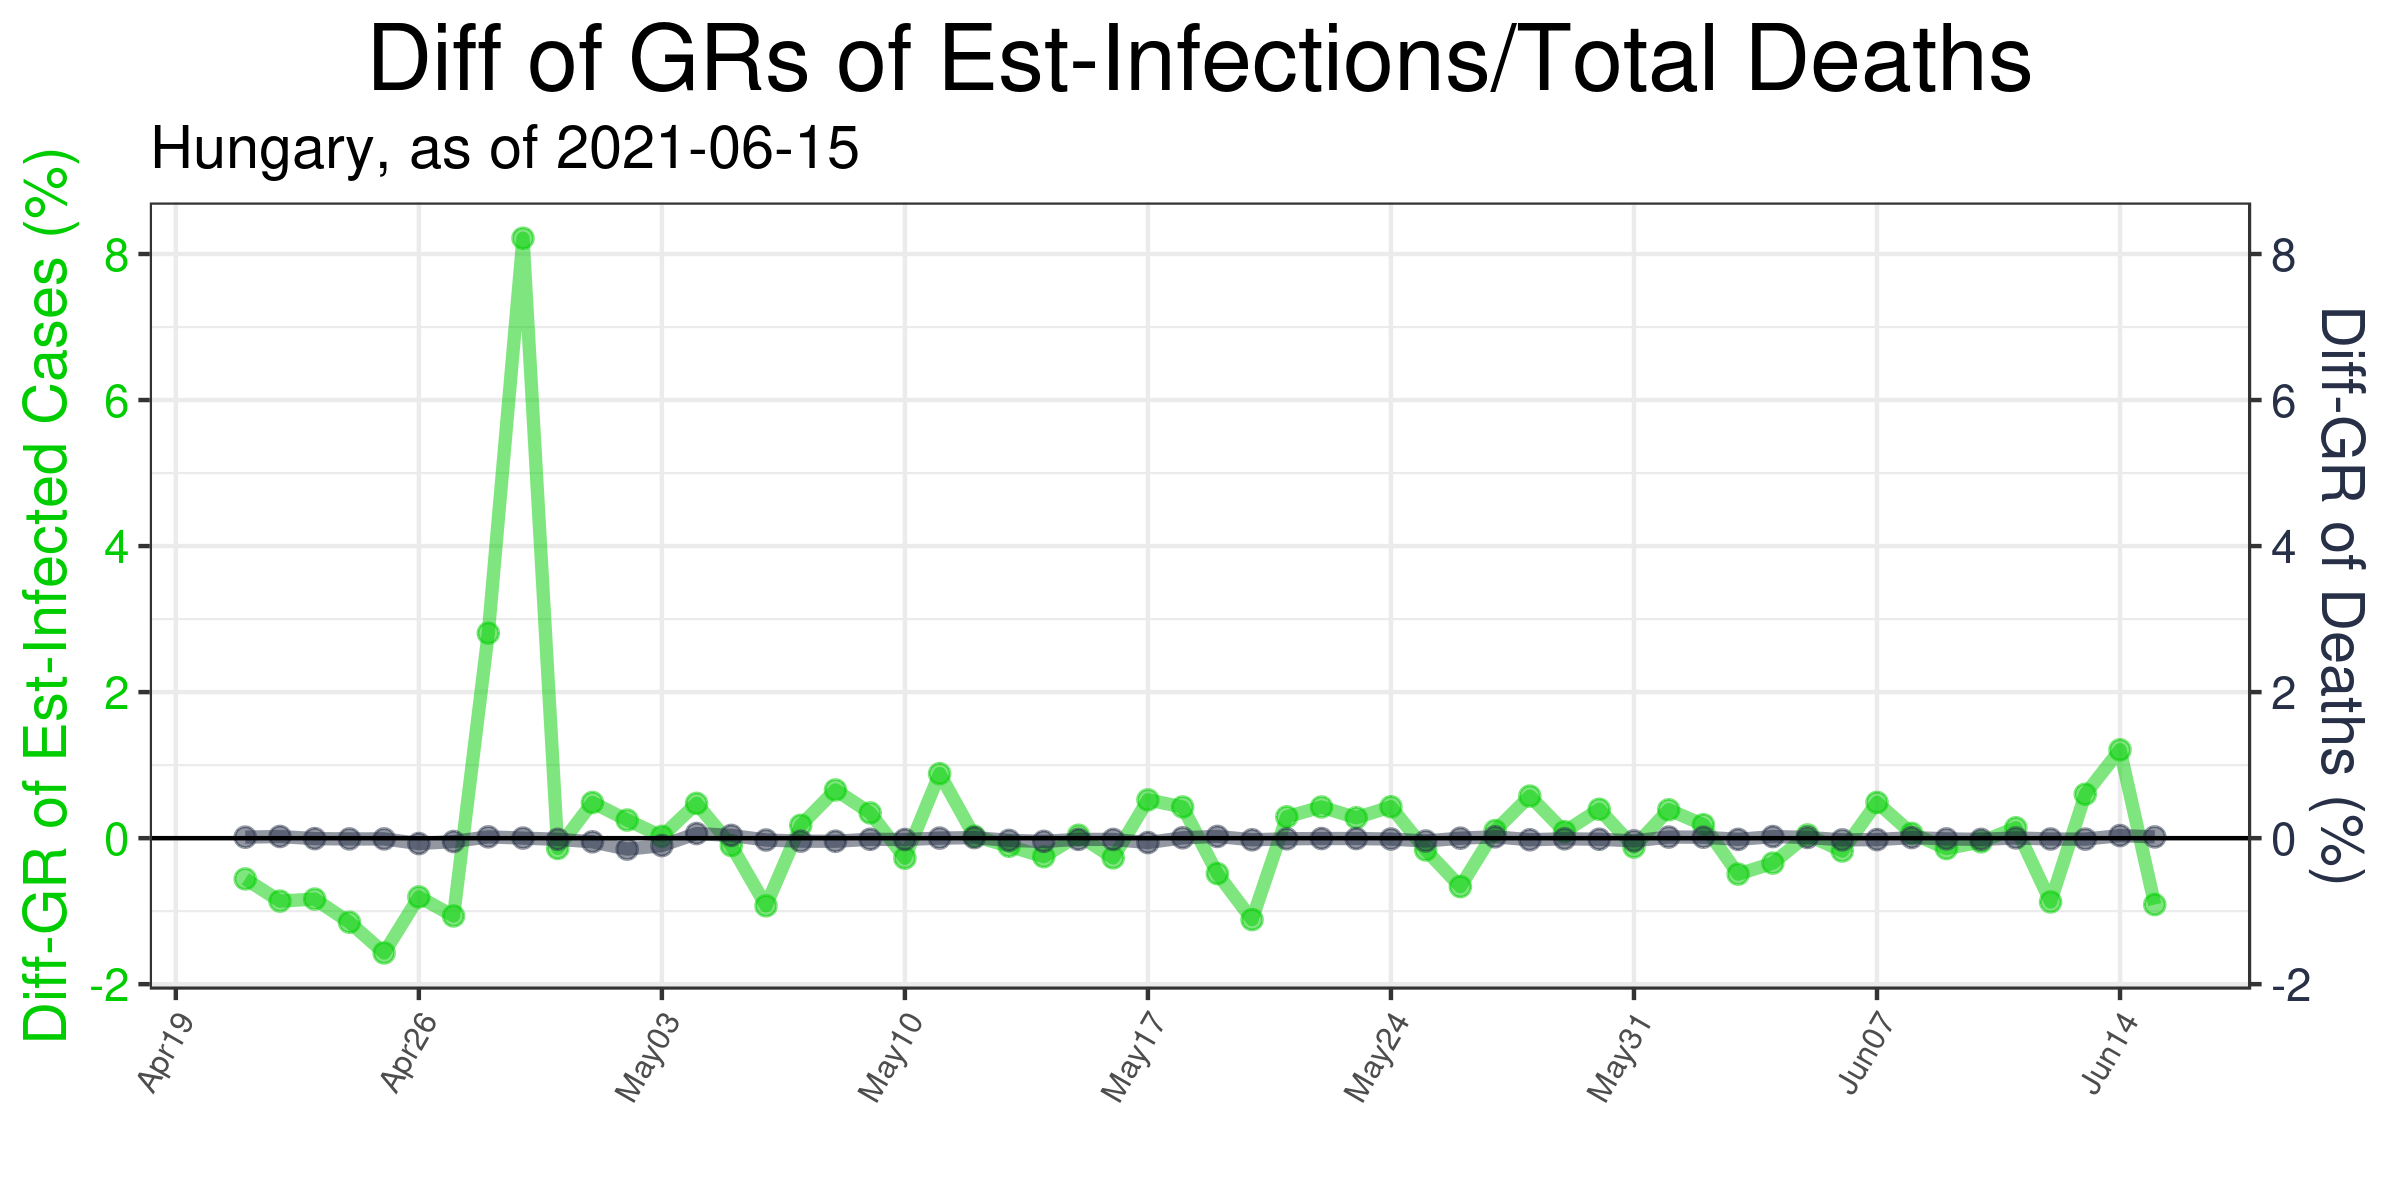 Diff of GRs of Est-Infections/Total Deaths
Hungary, as of 2021-06-15
Diff-GR of Est-Infected Cases (%)
8
6
4
2
0
-2
8
6
4
2
0
-2
Diff-GR of Deaths (%)
Apr19
Apr26
May03
May10
May17
May24
May31
Jun07
Jun14